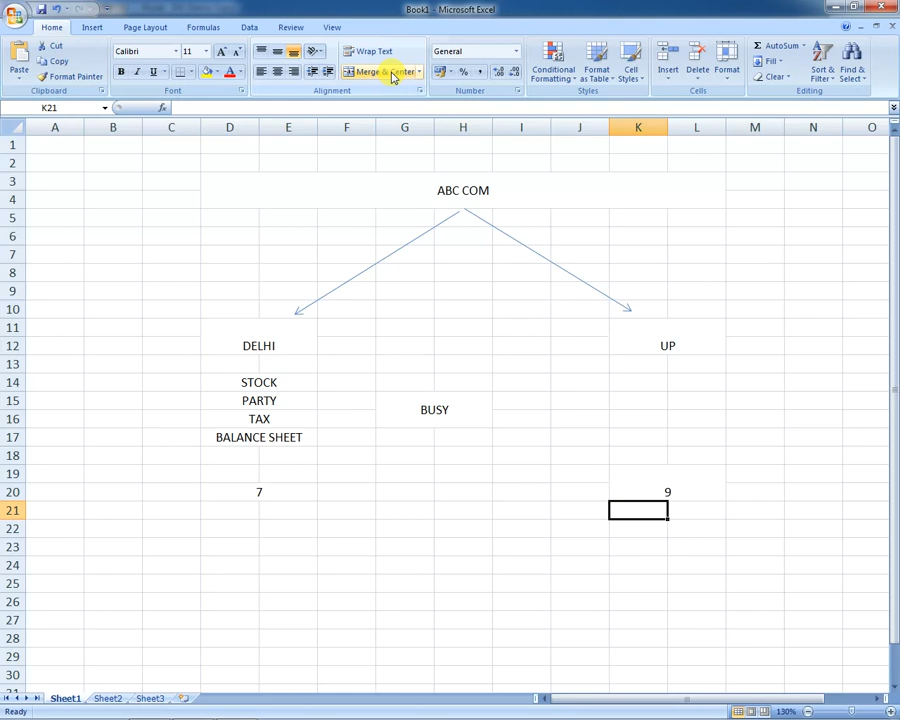 Book1 - Microsoft Excel
Home Insert Page Layout Formulas Data Review View
Paste
Cut
Copy
Format Painter
Clipboard
Calibri 11
B I U
Font
Wrap Text
Merge & Center
Alignment
General
Number
Conditional Formatting
Format as Table
Cell Styles
Styles
Insert Delete Format
Cells
Σ AutoSum
Fill
Clear
Sort & Filter
Find & Select
Editing
K21 fx
A B C D E F G H I J K L M N O
1
2
3
ABC COM
4
5
6
7
8
9
10
11
12 DELHI UP
13
14 STOCK
15 PARTY
BUSY
16 TAX
17 BALANCE SHEET
18
19
20 7 9
21
22
23
24
25
26
27
28
29
30
Sheet1 Sheet2 Sheet3
Ready 130%